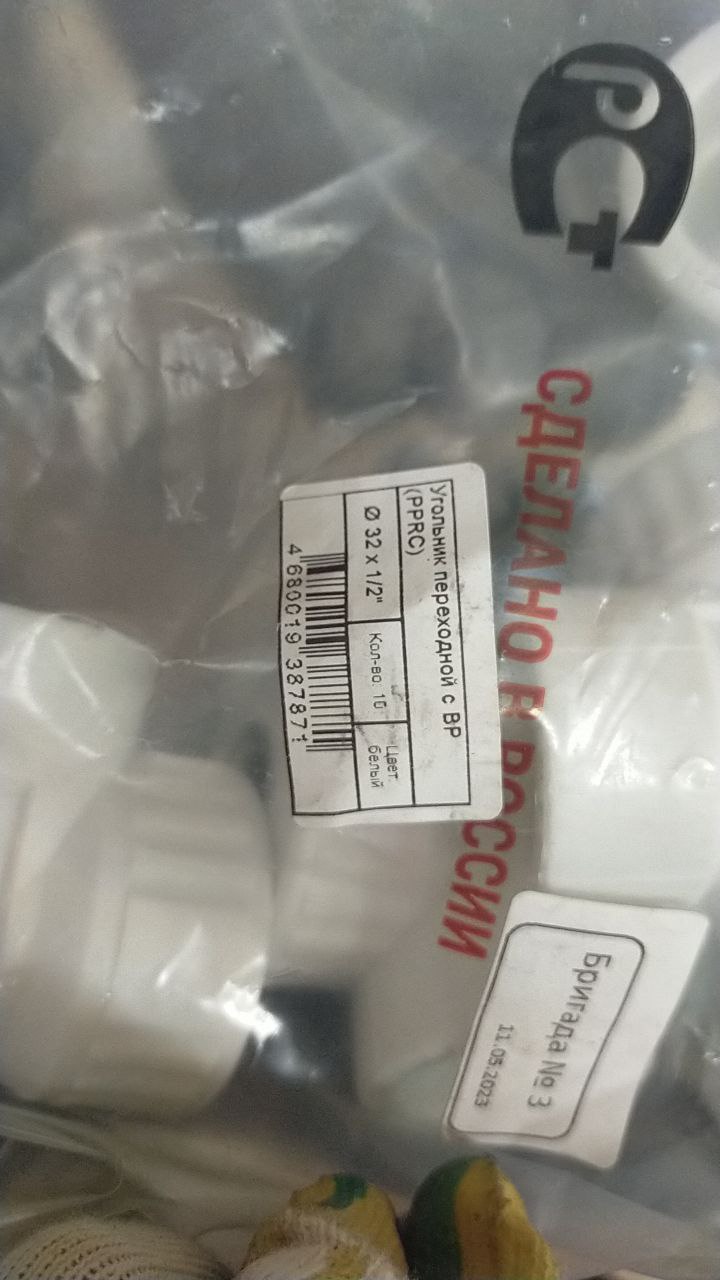 РСТ
СДЕЛАНО В РОССИИ
Угольник переходной с ВР
(PPRC)
Ø 32 x 1/2"
Кол-во: 10
Цвет:
белый
4 680019 387871
Бригада № 3
11.05.2023